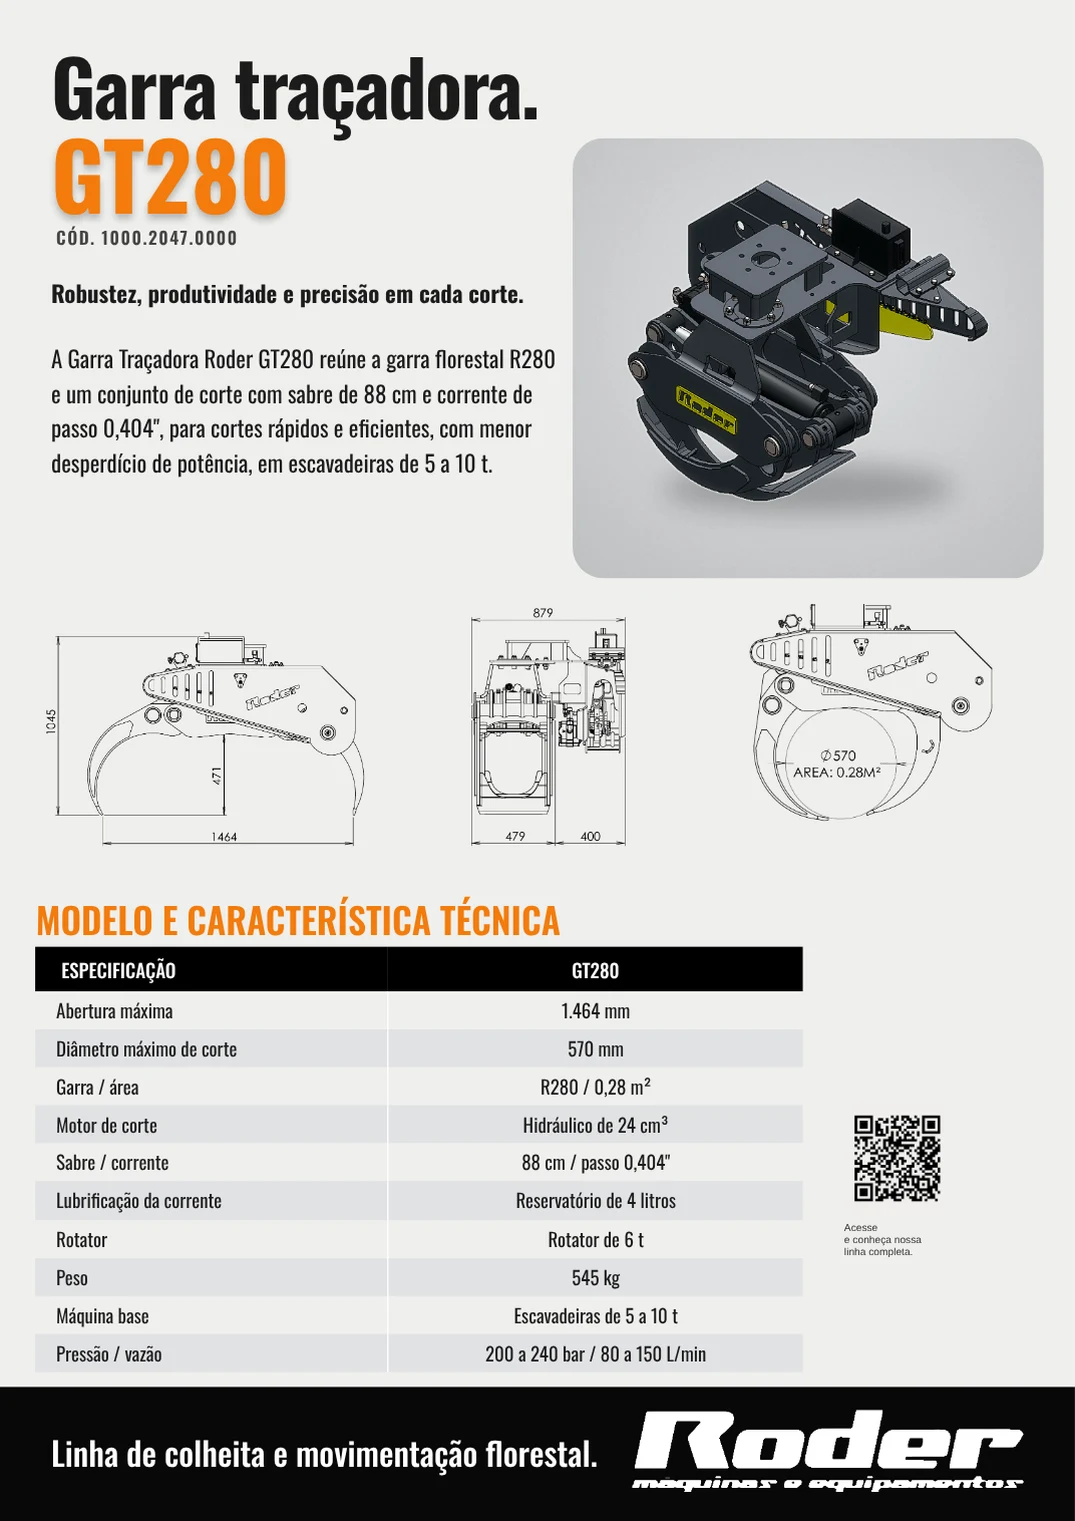 Garra traçadora.
GT280
CÓD. 1000.2047.0000
Robustez, produtividade e precisão em cada corte.
A Garra Traçadora Roder GT280 reúne a garra florestal R280
e um conjunto de corte com sabre de 88 cm e corrente de
passo 0,404", para cortes rápidos e eficientes, com menor
desperdício de potência, em escavadeiras de 5 a 10 t.
Roder
1045
471
1464
Roder
879
479
400
Roder
Ø570
AREA: 0.28M²
MODELO E CARACTERÍSTICA TÉCNICA
ESPECIFICAÇÃO GT280
Abertura máxima 1.464 mm
Diâmetro máximo de corte 570 mm
Garra / área R280 / 0,28 m²
Motor de corte Hidráulico de 24 cm³
Sabre / corrente 88 cm / passo 0,404"
Lubrificação da corrente Reservatório de 4 litros
Rotator Rotator de 6 t
Peso 545 kg
Máquina base Escavadeiras de 5 a 10 t
Pressão / vazão 200 a 240 bar / 80 a 150 L/min
Acesse
e conheça nossa
linha completa.
Linha de colheita e movimentação florestal.
Roder
máquinas e equipamentos